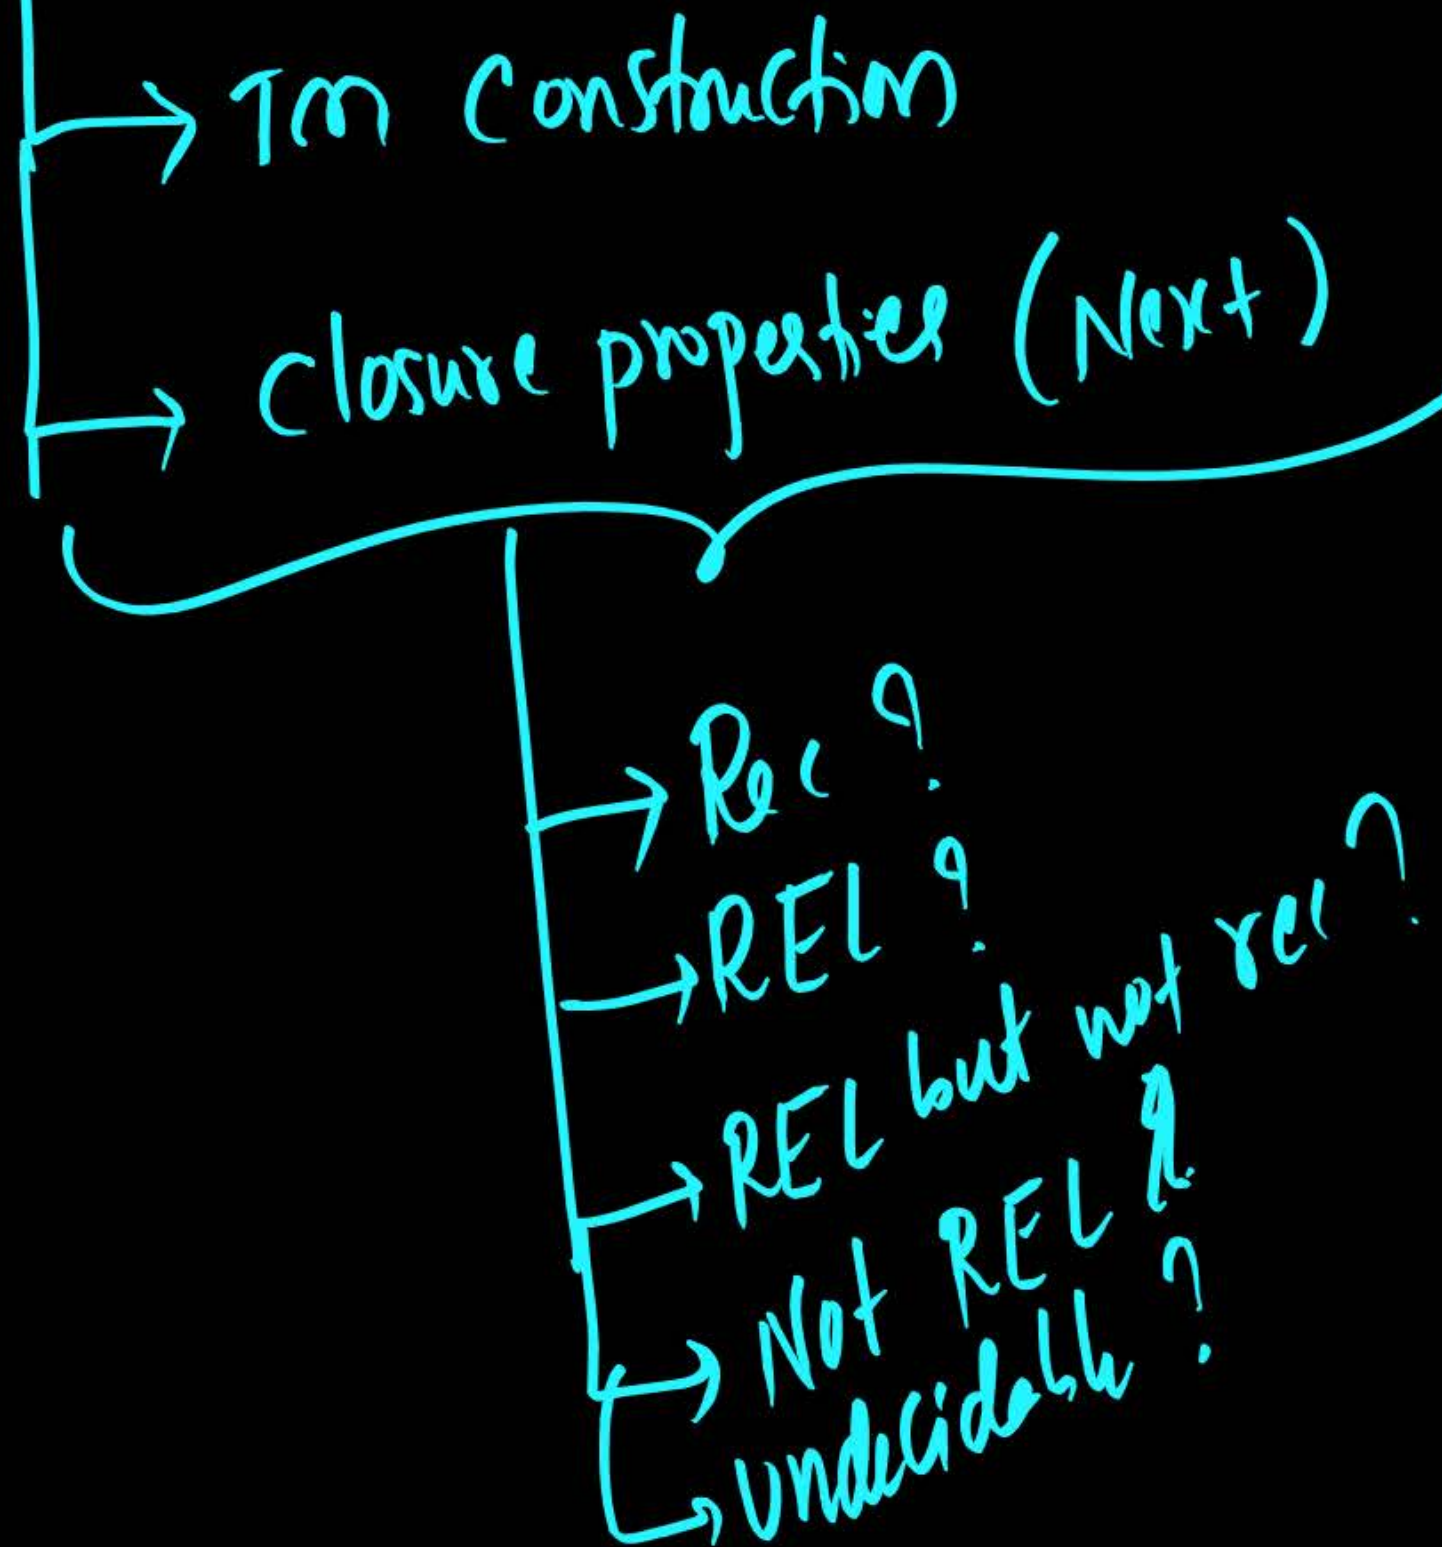 → TM Construction
→ Closure properties (Next)
→ Rec ?
→ REL ?
→ REL but not rec ?
→ Not REL ?
→ undecidable ?